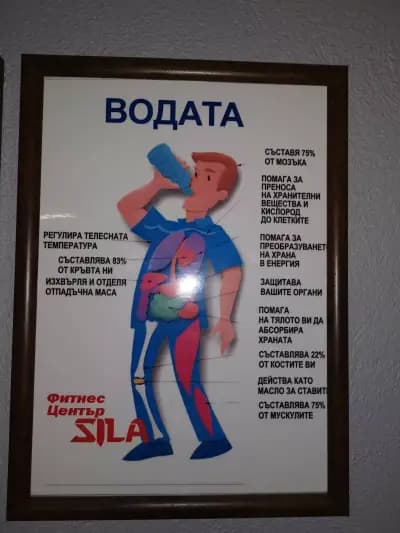 ВОДАТА
СЪСТАВЯ 75%
ОТ МОЗЪКА
ПОМАГА ЗА
ПРЕНОСА
НА ХРАНИТЕЛНИ
ВЕЩЕСТВА И
КИСЛОРОД
ДО КЛЕТКИТЕ
РЕГУЛИРА ТЕЛЕСНАТА
ТЕМПЕРАТУРА
СЪСТАВЛЯВА 83%
ОТ КРЪВТА НИ
ИЗХВЪРЛЯ И ОТДЕЛЯ
ОТПАДЪЧНА МАСА
ПОМАГА ЗА
ПРЕОБРАЗУВАНЕТ
НА ХРАНА
В ЕНЕРГИЯ
ЗАЩИТАВА
ВАШИТЕ ОРГАНИ
ПОМАГА
НА ТЯЛОТО ВИ ДА
АБСОРБИРА
ХРАНАТА
СЪСТАВЛЯВА 22%
ОТ КОСТИТЕ ВИ
ДЕЙСТВА КАТО
МАСЛО ЗА СТАВИТ
СЪСТАВЛЯВА 75%
ОТ МУСКУЛИТЕ
Фитнес
Център
SILA